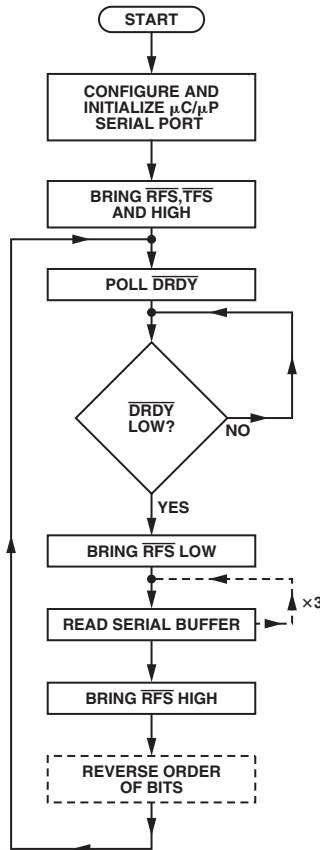 START
CONFIGURE AND
INITIALIZE μC/μP
SERIAL PORT
BRING RFS, TFS
AND HIGH
POLL DRDY
DRDY
LOW?
NO
YES
BRING RFS LOW
×3
READ SERIAL BUFFER
BRING RFS HIGH
REVERSE ORDER
OF BITS